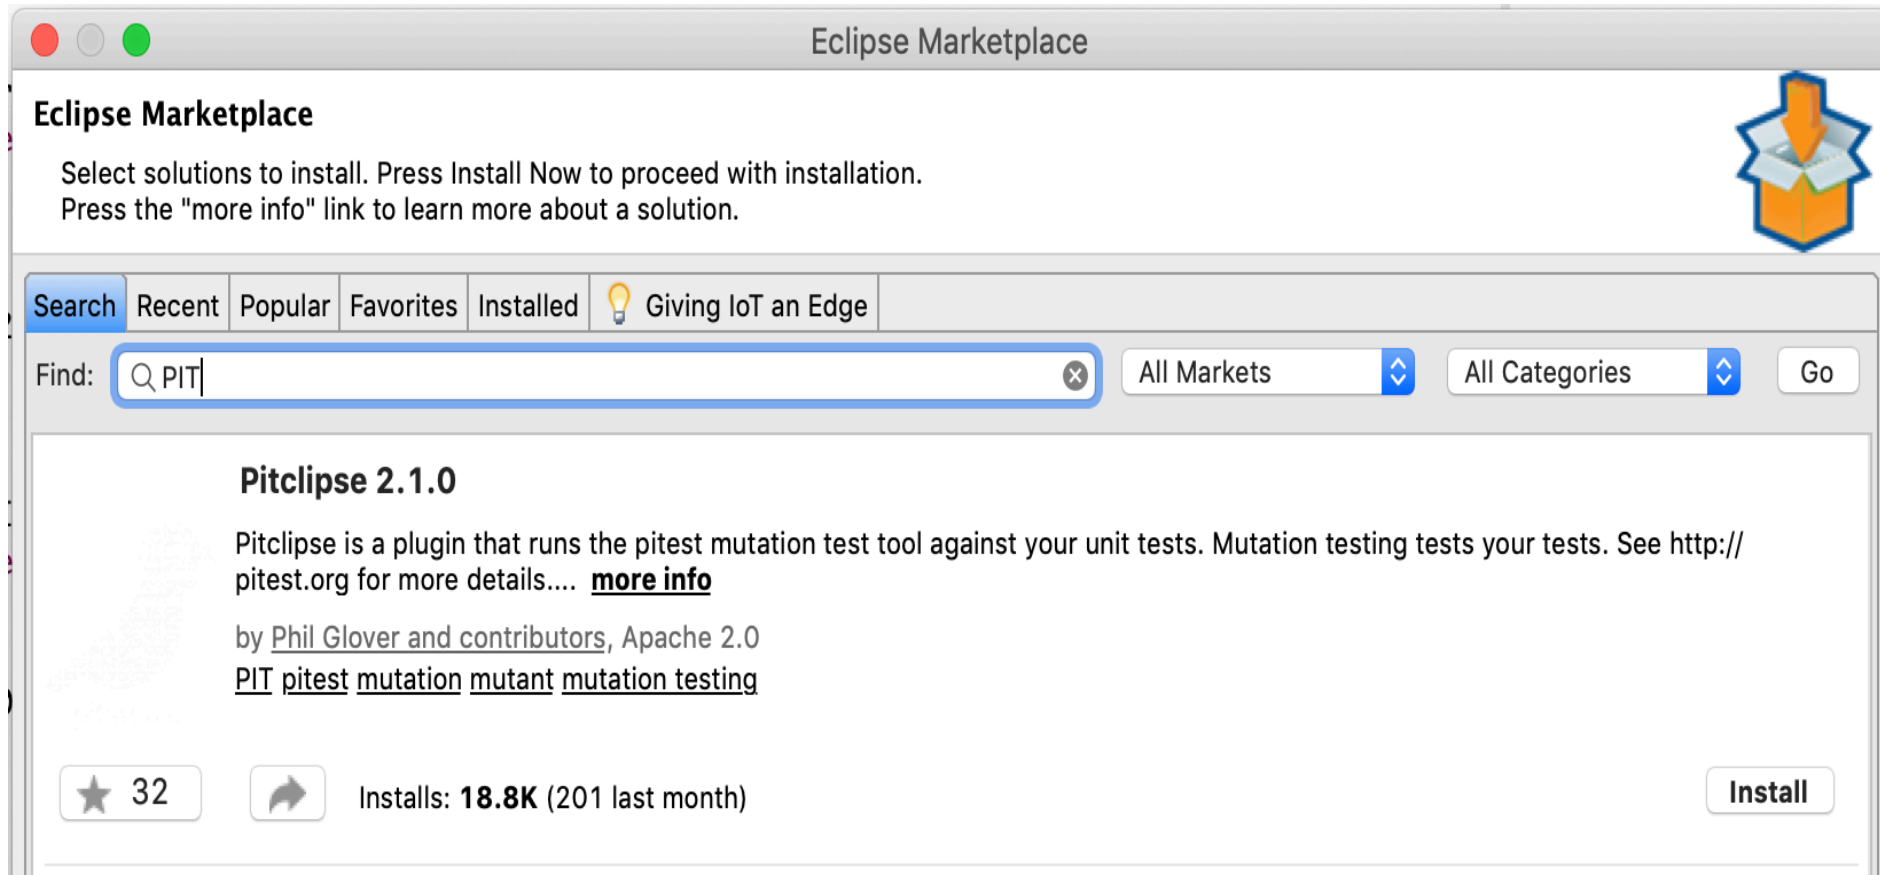 Eclipse Marketplace
Eclipse Marketplace
Select solutions to install. Press Install Now to proceed with installation.
Press the "more info" link to learn more about a solution.
Search Recent Popular Favorites Installed Giving IoT an Edge
Find: PIT All Markets All Categories Go
Pitclipse 2.1.0
Pitclipse is a plugin that runs the pitest mutation test tool against your unit tests. Mutation testing tests your tests. See http://
pitest.org for more details.... more info
by Phil Glover and contributors, Apache 2.0
PIT pitest mutation mutant mutation testing
32 Installs: 18.8K (201 last month) Install